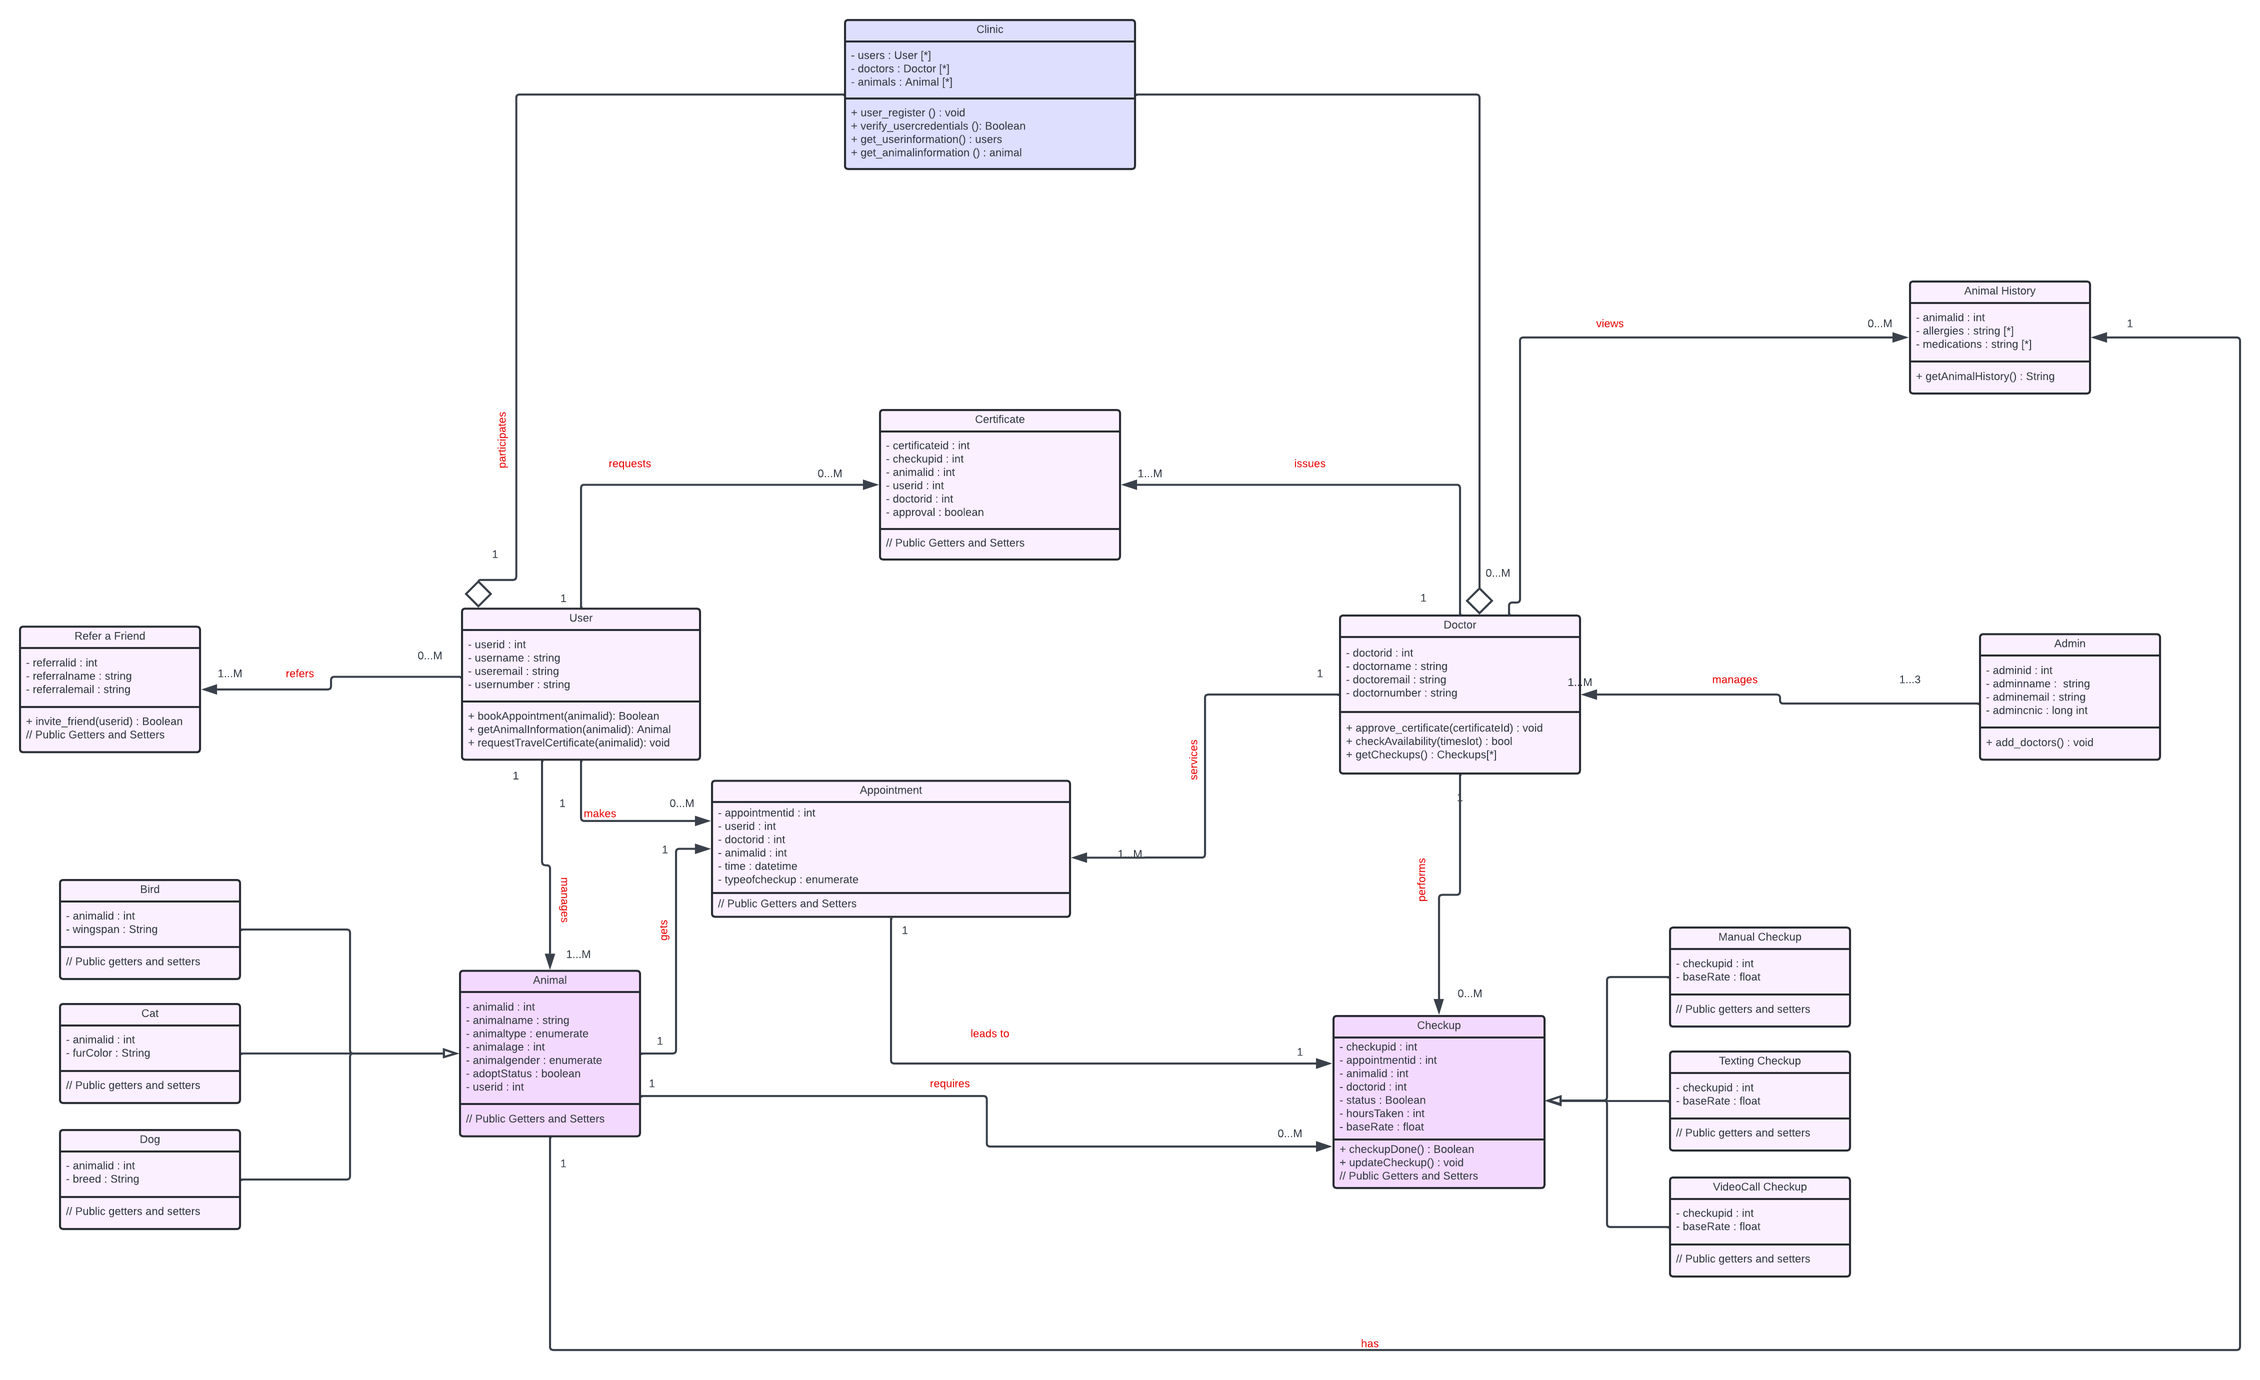 Clinic
- users : User [*]
- doctors : Doctor [*]
- animals : Animal [*]
+ user_register () : void
+ verify_usercredentials (): Boolean
+ get_userinformation() : users
+ get_animalinformation () : animal
Animal History
- animalid : int
- allergies : string [*]
- medications : string [*]
+ getAnimalHistory() : String
views
0...M
1
participates
1
Certificate
- certificateid : int
- checkupid : int
- animalid : int
- userid : int
- doctorid : int
- approval : boolean
// Public Getters and Setters
requests
0...M
1...M
issues
1
1
0...M
Refer a Friend
- referralid : int
- referralname : string
- referralemail : string
+ invite_friend(userid) : Boolean
// Public Getters and Setters
1...M
refers
0...M
User
- userid : int
- username : string
- useremail : string
- usernumber : string
+ bookAppointment(animalid): Boolean
+ getAnimalInformation(animalid): Animal
+ requestTravelCertificate(animalid): void
Doctor
- doctorid : int
- doctorname : string
- doctoremail : string
- doctornumber : string
+ approve_certificate(certificateId) : void
+ checkAvailability(timeslot) : bool
+ getCheckups() : Checkups[*]
1...M
manages
1...3
Admin
- adminid : int
- adminname :  string
- adminemail : string
- admincnic : long int
+ add_doctors() : void
1
services
1...M
1
1
makes
0...M
Appointment
- appointmentid : int
- userid : int
- doctorid : int
- animalid : int
- time : datetime
- typeofcheckup : enumerate
// Public Getters and Setters
1
manages
1...M
1
gets
1
1
performs
0...M
Bird
- animalid : int
- wingspan : String
// Public getters and setters
Cat
- animalid : int
- furColor : String
// Public getters and setters
Dog
- animalid : int
- breed : String
// Public getters and setters
Animal
- animalid : int
- animalname : string
- animaltype : enumerate
- animalage : int
- animalgender : enumerate
- adoptStatus : boolean
- userid : int
// Public Getters and Setters
1
leads to
1
requires
0...M
Checkup
- checkupid : int
- appointmentid : int
- animalid : int
- doctorid : int
- status : Boolean
- hoursTaken : int
- baseRate : float
+ checkupDone() : Boolean
+ updateCheckup() : void
// Public Getters and Setters
Manual Checkup
- checkupid : int
- baseRate : float
// Public getters and setters
Texting Checkup
- checkupid : int
- baseRate : float
// Public getters and setters
VideoCall Checkup
- checkupid : int
- baseRate : float
// Public getters and setters
1
has